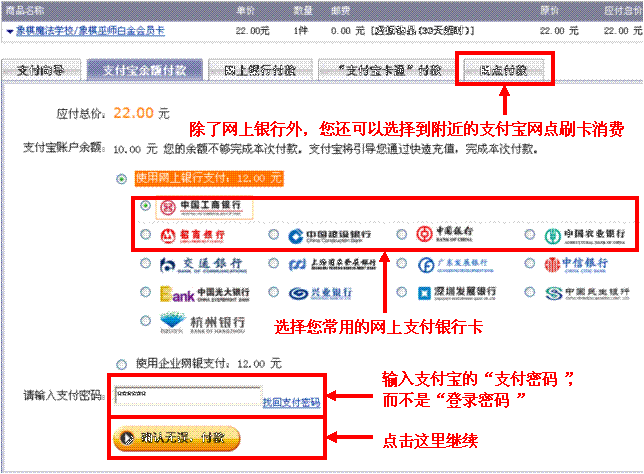 商品名称 单价 数量 邮费 原价 应付总价
象棋魔法学校/象棋巫师白金会员卡 22.00元 1件 0.00 元 22.00 元 22.00 元
支付向导 支付宝余额付款 网上银行付款 “支付宝卡通”付款 网点付款
应付总价： 22.00 元
除了网上银行外，您还可以选择到附近的支付宝网点刷卡消费
支付宝账户余额： 10.00 元 您的余额不够完成本次付款。支付宝将引导您通过快速充值，完成本次付款。
使用网上银行支付：12.00 元
中国工商银行
招商银行 中国建设银行 China Construction Bank 中国银行 BANK OF CHINA 中国农业银行 AGRICULTURAL BANK OF CHINA
交通银行 上海浦东发展银行 广东发展银行 中信银行
Bank 中国光大银行 CHINA EVERBRIGHT BANK 兴业银行 深圳发展银行 中国民生银行
杭州银行 BANK OF HANGZHOU
选择您常用的网上支付银行卡
使用企业网银支付：12.00 元
请输入支付密码： ****** 找回支付密码
输入支付宝的“支付密码 ”，
而不是“登录密码 ”
确认无误，付款
点击这里继续